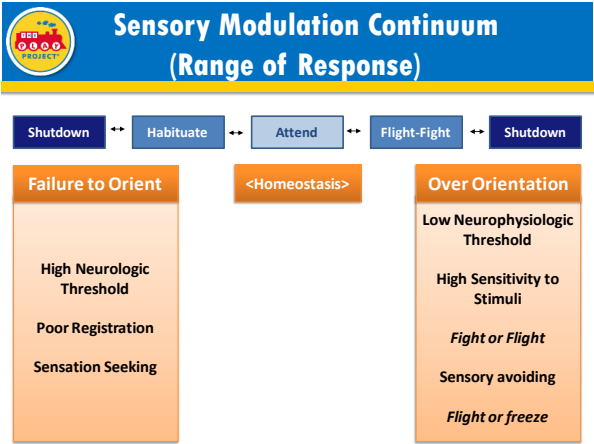 THE
PLAY
PROJECT
Sensory Modulation Continuum
(Range of Response)
Shutdown
Habituate
Attend
Flight-Fight
Shutdown
Failure to Orient
<Homeostasis>
Over Orientation
High Neurologic
Threshold
Poor Registration
Sensation Seeking
Low Neurophysiologic
Threshold
High Sensitivity to
Stimuli
Fight or Flight
Sensory avoiding
Flight or freeze